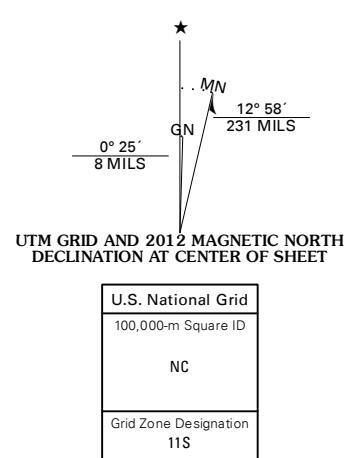 ★
MN
GN
12° 58´
231 MILS
0° 25´
8 MILS
UTM GRID AND 2012 MAGNETIC NORTH
DECLINATION AT CENTER OF SHEET
U.S. National Grid
100,000-m Square ID
NC
Grid Zone Designation
11S